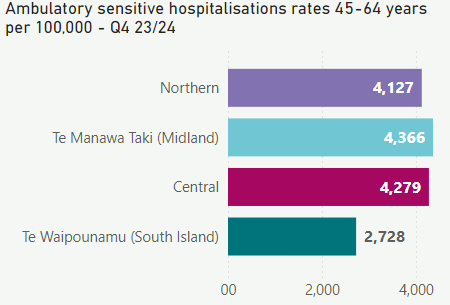 Ambulatory sensitive hospitalisations rates 45-64 years
per 100,000 - Q4 23/24
Northern 4,127
Te Manawa Taki (Midland) 4,366
Central 4,279
Te Waipounamu (South Island) 2,728
00 2,000 4,000